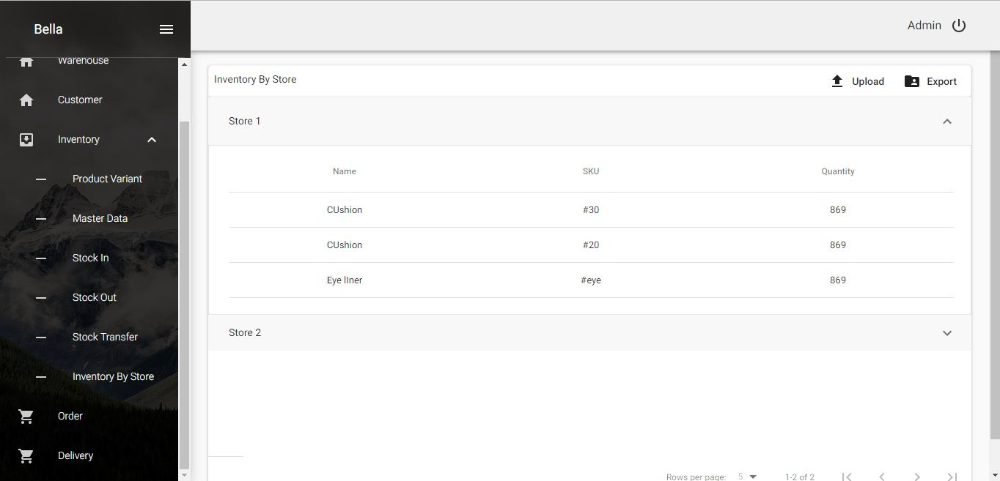 Bella
Admin
Warehouse
Customer
Inventory
Product Variant
Master Data
Stock In
Stock Out
Stock Transfer
Inventory By Store
Order
Delivery
Inventory By Store
Upload
Export
Store 1
Name SKU Quantity
CUshion #30 869
CUshion #20 869
Eye lIner #eye 869
Store 2
Rows per page: 5 1-2 of 2